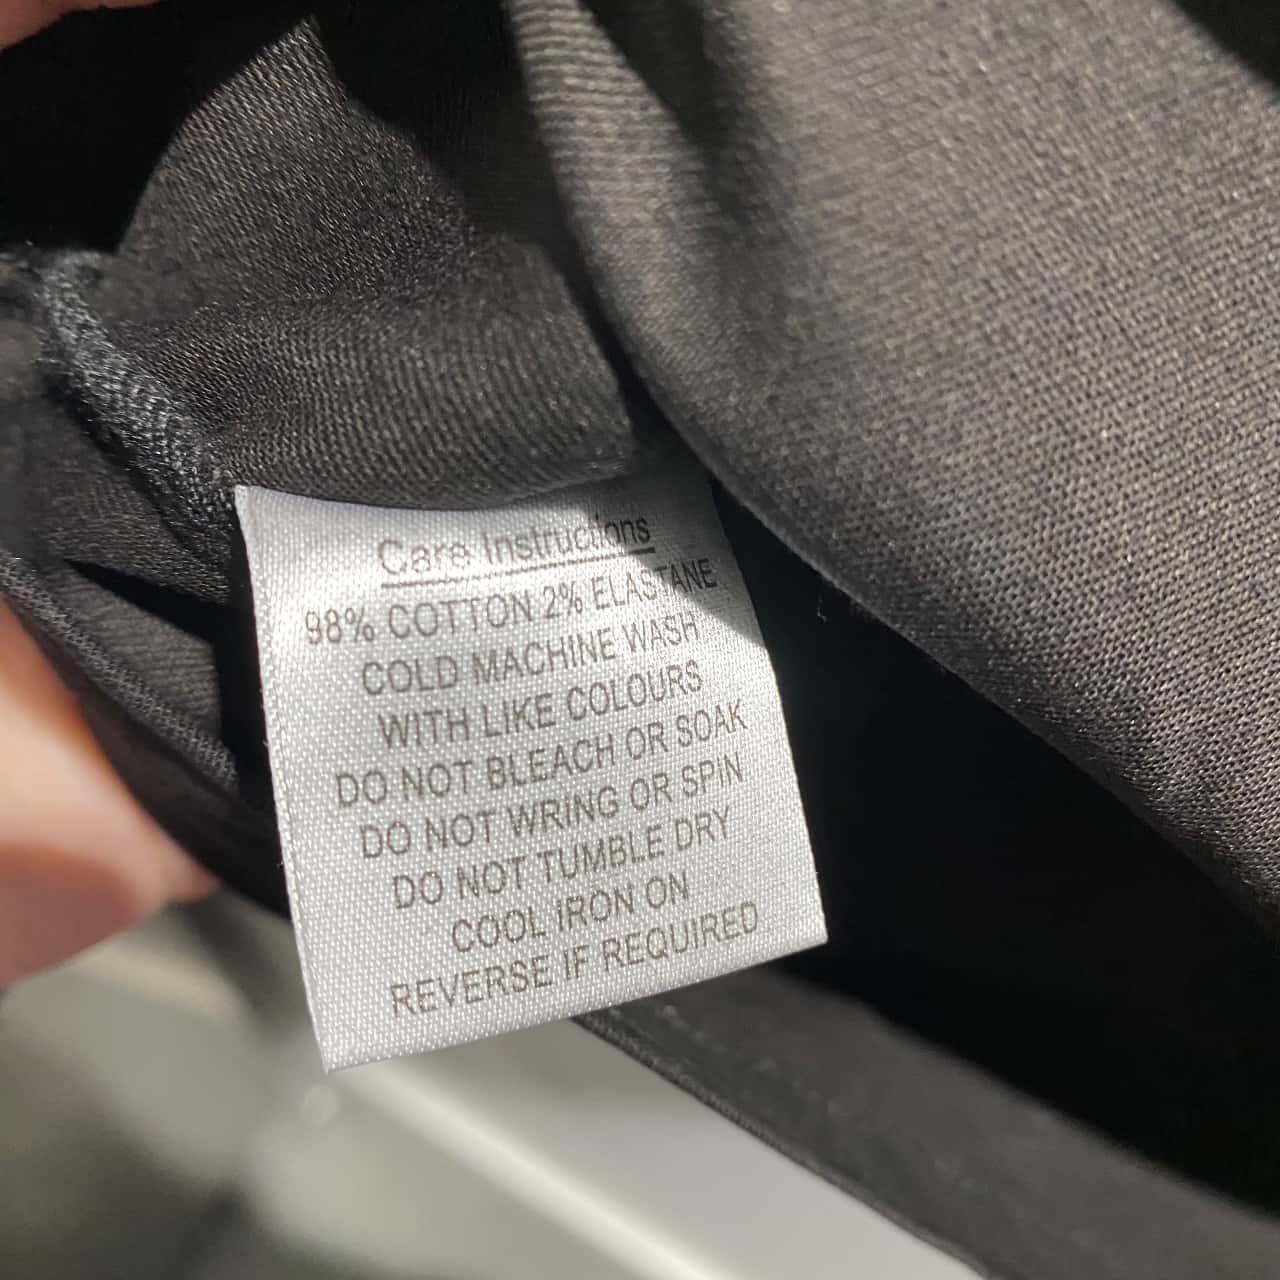 Care Instructions
98% COTTON 2% ELASTANE
COLD MACHINE WASH
WITH LIKE COLOURS
DO NOT BLEACH OR SOAK
DO NOT WRING OR SPIN
DO NOT TUMBLE DRY
COOL IRON ON
REVERSE IF REQUIRED